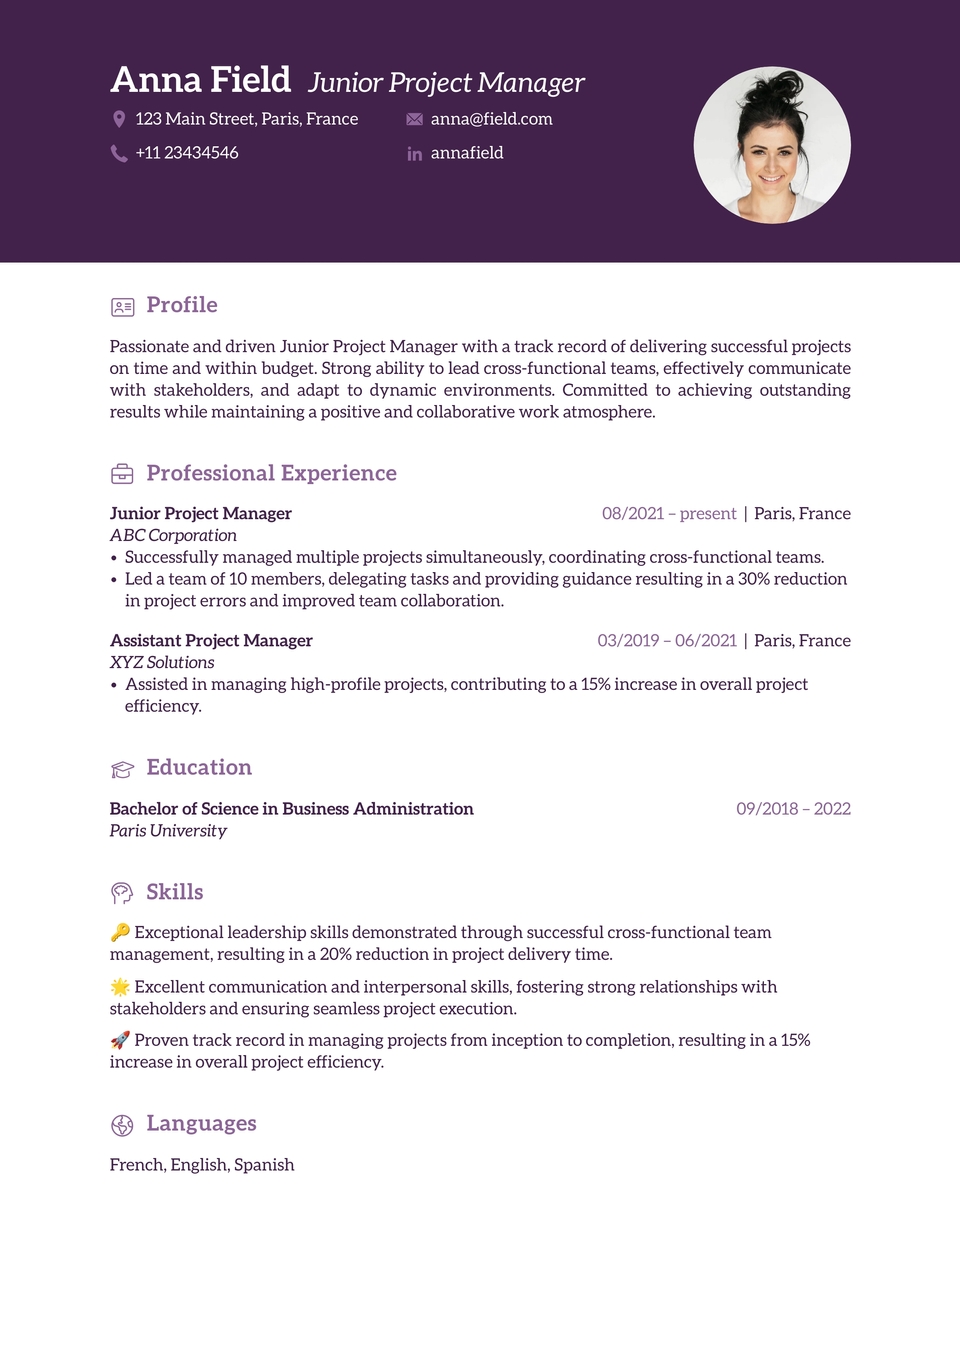 Anna Field Junior Project Manager
123 Main Street, Paris, France
anna@field.com
+11 23434546
annafield
Profile
Passionate and driven Junior Project Manager with a track record of delivering successful projects
on time and within budget. Strong ability to lead cross-functional teams, effectively communicate
with stakeholders, and adapt to dynamic environments. Committed to achieving outstanding
results while maintaining a positive and collaborative work atmosphere.
Professional Experience
Junior Project Manager 08/2021 – present | Paris, France
ABC Corporation
• Successfully managed multiple projects simultaneously, coordinating cross-functional teams.
• Led a team of 10 members, delegating tasks and providing guidance resulting in a 30% reduction
in project errors and improved team collaboration.
Assistant Project Manager 03/2019 – 06/2021 | Paris, France
XYZ Solutions
• Assisted in managing high-profile projects, contributing to a 15% increase in overall project
efficiency.
Education
Bachelor of Science in Business Administration 09/2018 – 2022
Paris University
Skills
🔑 Exceptional leadership skills demonstrated through successful cross-functional team
management, resulting in a 20% reduction in project delivery time.
🌟 Excellent communication and interpersonal skills, fostering strong relationships with
stakeholders and ensuring seamless project execution.
🚀 Proven track record in managing projects from inception to completion, resulting in a 15%
increase in overall project efficiency.
Languages
French, English, Spanish